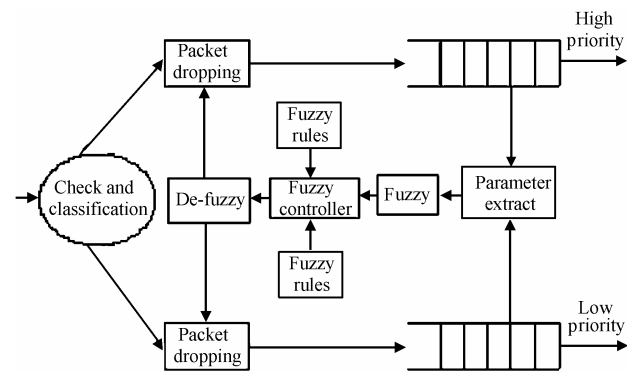 High
priority
Packet
dropping
Fuzzy
rules
Check and
classification
De-fuzzy
Fuzzy
controller
Fuzzy
Parameter
extract
Fuzzy
rules
Low
priority
Packet
dropping